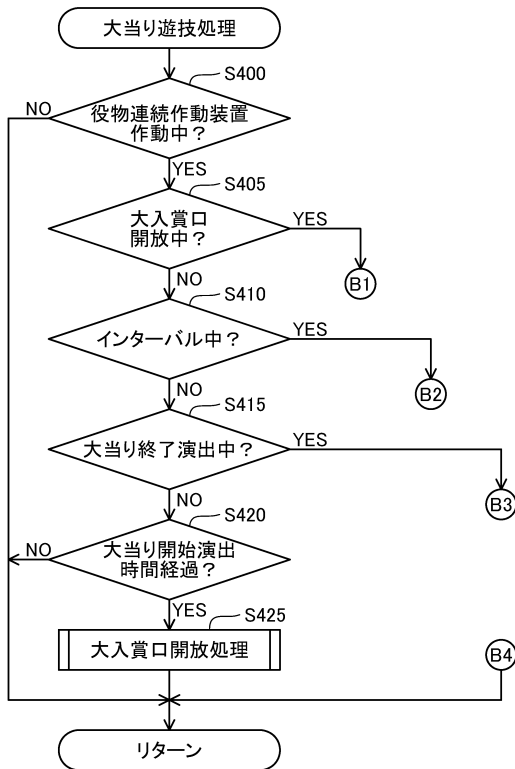 大当り遊技処理
S400
役物連続作動装置
作動中？
NO
YES
S405
大入賞口
開放中？
YES
B1
NO
S410
インターバル中？
YES
B2
NO
S415
大当り終了演出中？
YES
B3
NO
S420
大当り開始演出
時間経過？
NO
YES
S425
大入賞口開放処理
B4
リターン